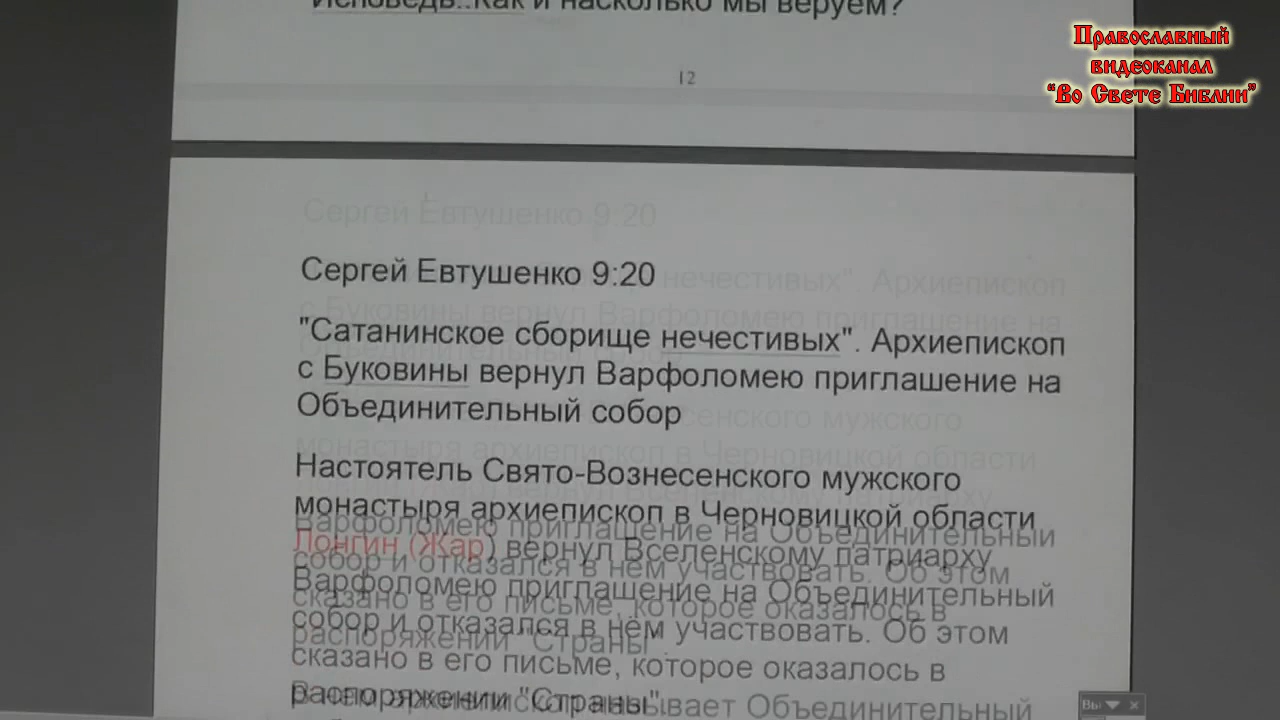 Исповедь..Как и насколько мы веруем?
Православный
видеоканал
“Во Свете Библии”
12
Сергей Евтушенко 9:20
"Сатанинское сборище нечестивых". Архиепископ
с Буковины вернул Варфоломею приглашение на
Объединительный собор
Настоятель Свято-Вознесенского мужского
монастыря архиепископ в Черновицкой области
Лонгин (Жар) вернул Вселенскому патриарху
Варфоломею приглашение на Объединительный
собор и отказался в нём участвовать. Об этом
сказано в его письме, которое оказалось в
распоряжении "Страны".